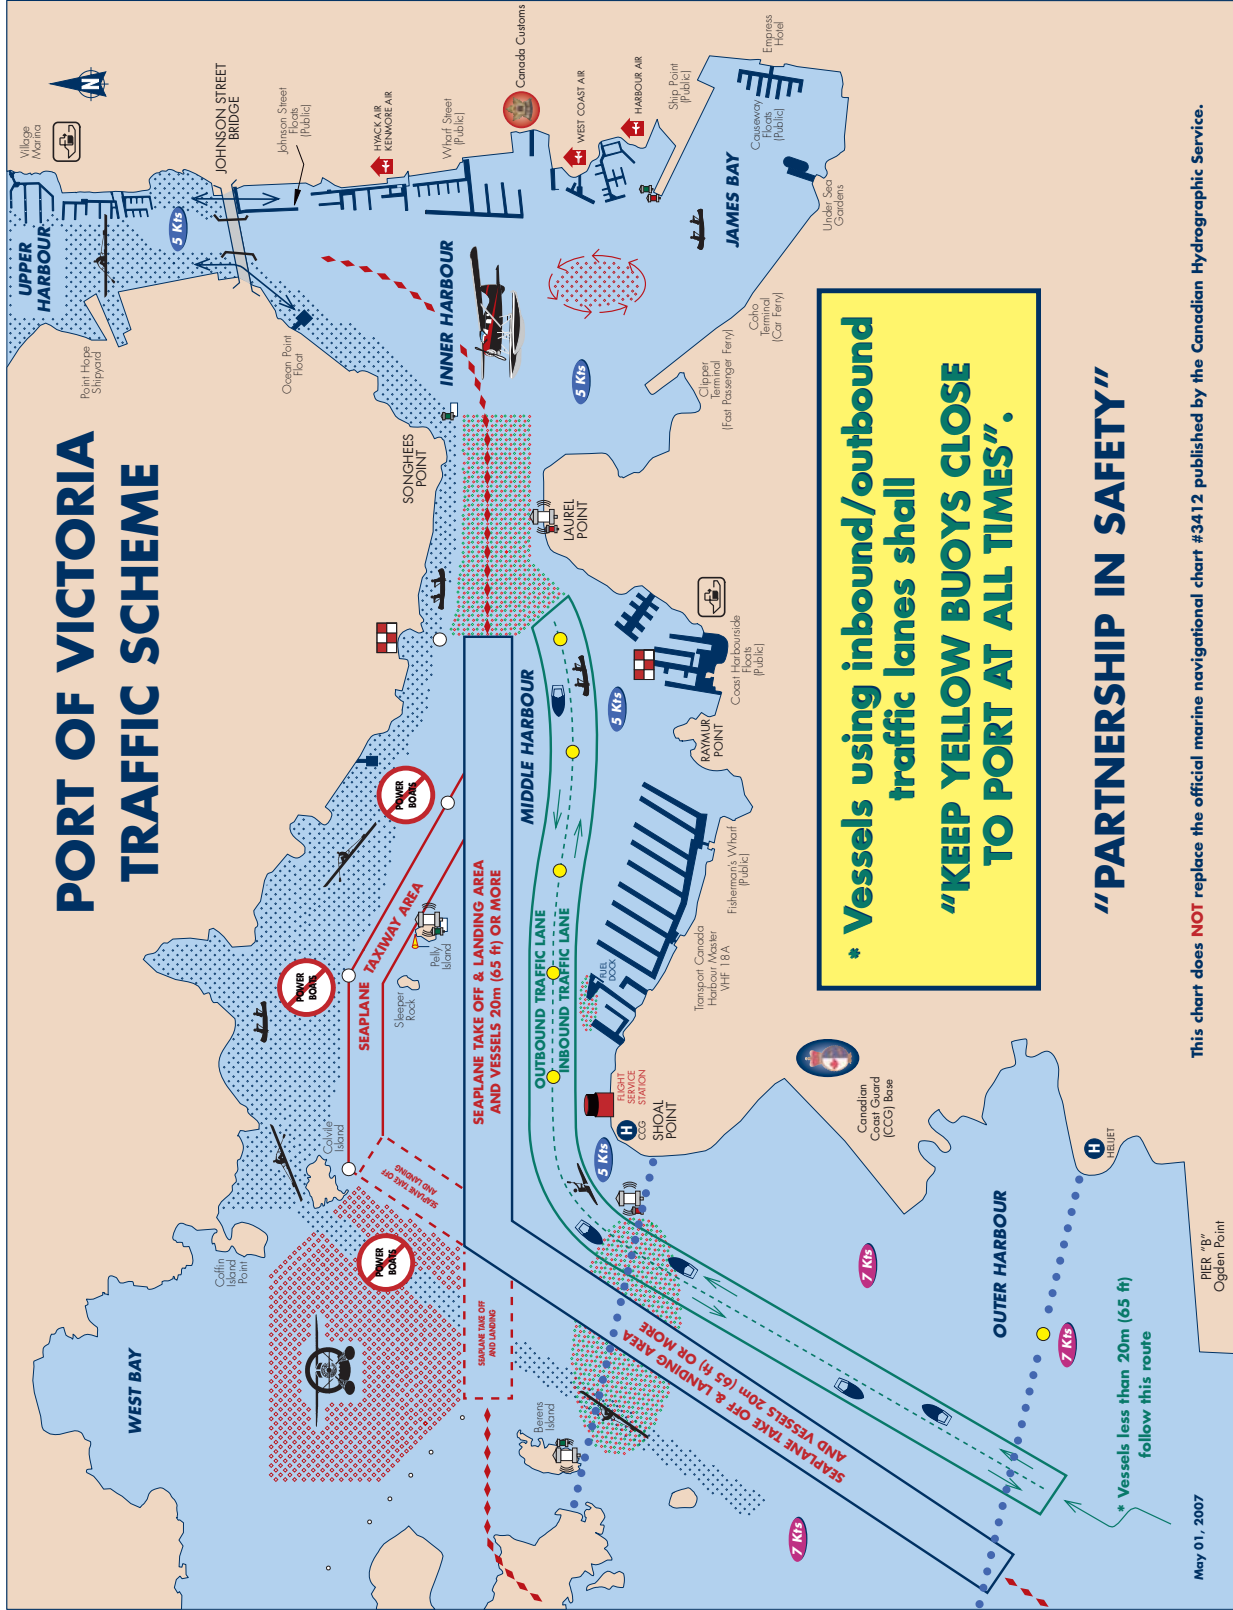 PORT OF VICTORIA
TRAFFIC SCHEME
N
Village
Marina
UPPER
HARBOUR
Point Hope
Shipyard
5 Kts
JOHNSON STREET
BRIDGE
Johnson Street
Floats
(Public)
Ocean Point
Float
HYACK AIR
KENMORE AIR
Wharf Street
(Public)
Canada Customs
WEST COAST AIR
HARBOUR AIR
Ship Point
(Public)
Empress
Hotel
Causeway
Floats
(Public)
JAMES BAY
Under Sea
Gardens
INNER HARBOUR
5 Kts
Coho
Terminal
(Car Ferry)
Clipper
Terminal
(Fast Passenger Ferry)
SONGHEES
POINT
LAUREL
POINT
Coast Harbourside
Floats
(Public)
MIDDLE HARBOUR
5 Kts
RAYMUR
POINT
POWER
BOATS
SEAPLANE TAXIWAY AREA
Pelly
Island
Sleeper
Rock
POWER
BOATS
SEAPLANE TAKE OFF & LANDING AREA
AND VESSELS 20m (65 ft) OR MORE
OUTBOUND TRAFFIC LANE
INBOUND TRAFFIC LANE
Fisherman's Wharf
(Public)
FUEL
DOCK
Transport Canada
Harbour Master
VHF 18A
FLIGHT
SERVICE
STATION
H
CCG
SHOAL
POINT
5 Kts
Canadian
Coast Guard
(CCG) Base
Colville
Island
SEAPLANE TAKE OFF
AND LANDING
Coffin
Island
Point
POWER
BOATS
WEST BAY
SEAPLANE TAKE OFF
AND LANDING
Berens
Island
SEAPLANE TAKE OFF & LANDING AREA
AND VESSELS 20m (65 ft) OR MORE
7 Kts
H
HELIJET
OUTER HARBOUR
7 Kts
7 Kts
PIER "B"
Ogden Point
* Vessels less than 20m (65 ft)
follow this route
* Vessels using inbound/outbound
traffic lanes shall
"KEEP YELLOW BUOYS CLOSE
TO PORT AT ALL TIMES".
"PARTNERSHIP IN SAFETY"
This chart does NOT replace the official marine navigational chart #3412 published by the Canadian Hydrographic Service.
May 01, 2007